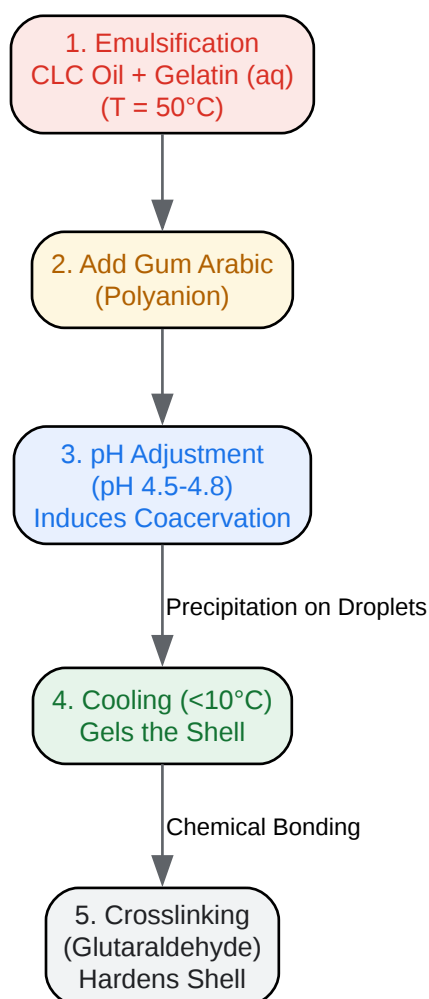 1. Emulsification
CLC Oil + Gelatin (aq)
(T = 50°C)
2. Add Gum Arabic
(Polyanion)
3. pH Adjustment
(pH 4.5-4.8)
Induces Coacervation
Precipitation on Droplets
4. Cooling (<10°C)
Gels the Shell
Chemical Bonding
5. Crosslinking
(Glutaraldehyde)
Hardens Shell